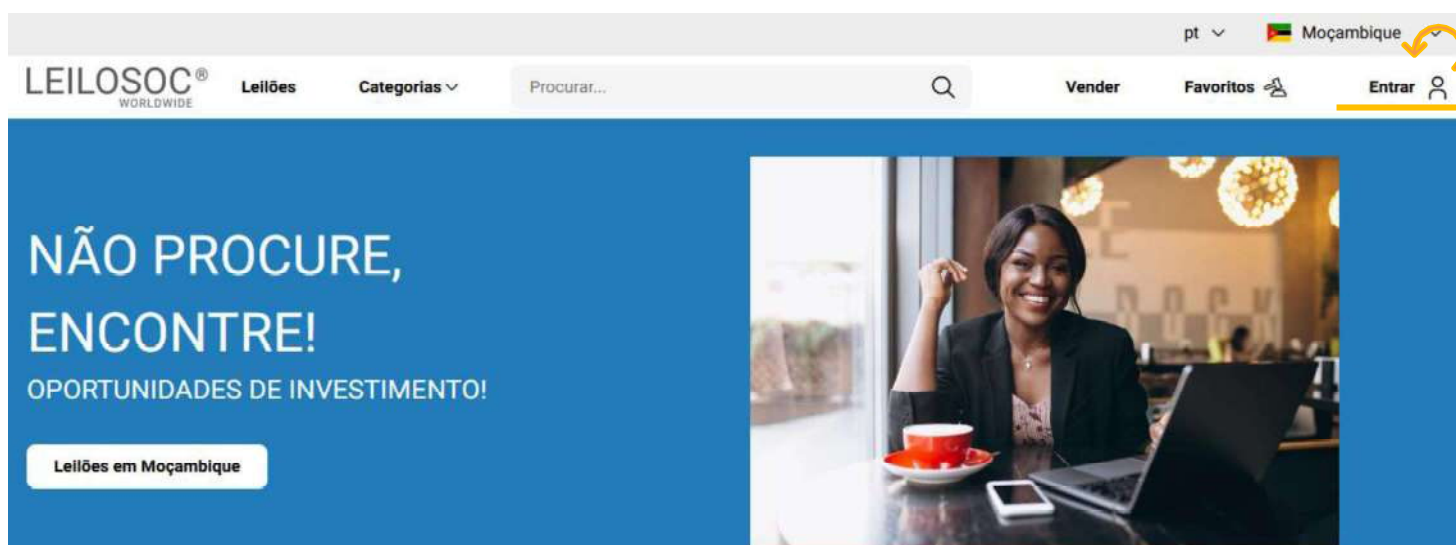 pt Moçambique
LEILOSOC® Leilões Categorias Procurar... Vender Favoritos Entrar
WORLDWIDE
NÃO PROCURE,
ENCONTRE!
OPORTUNIDADES DE INVESTIMENTO!
Leilões em Moçambique